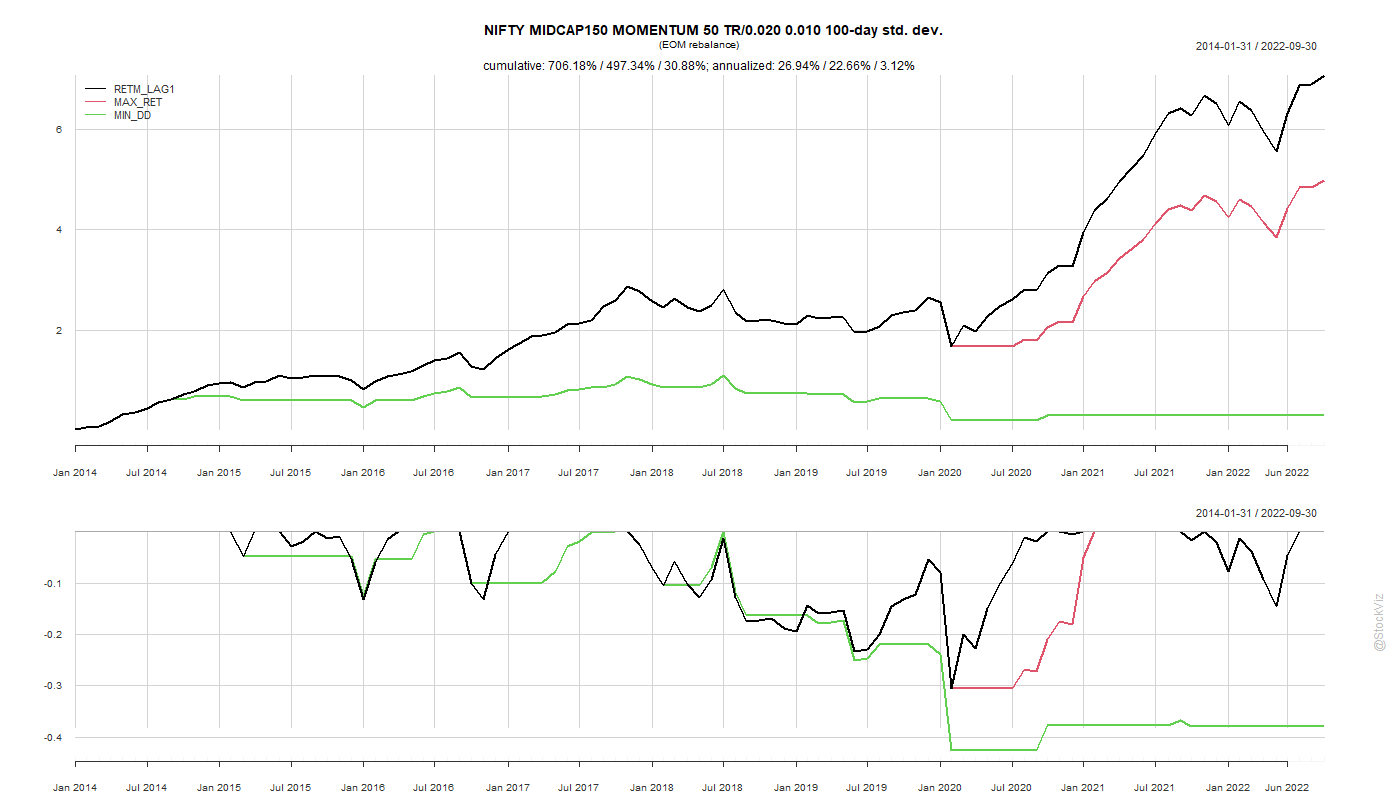 NIFTY MIDCAP150 MOMENTUM 50 TR/0.020 0.010 100-day std. dev.
(EOM rebalance)
2014-01-31 / 2022-09-30
cumulative: 706.18% / 497.34% / 30.88%; annualized: 26.94% / 22.66% / 3.12%
RETM_LAG1
MAX_RET
MIN_DD
6
4
2
Jan 2014 Jul 2014 Jan 2015 Jul 2015 Jan 2016 Jul 2016 Jan 2017 Jul 2017 Jan 2018 Jul 2018 Jan 2019 Jul 2019 Jan 2020 Jul 2020 Jan 2021 Jul 2021 Jan 2022 Jun 2022
2014-01-31 / 2022-09-30
-0.1
-0.2
-0.3
-0.4
Jan 2014 Jul 2014 Jan 2015 Jul 2015 Jan 2016 Jul 2016 Jan 2017 Jul 2017 Jan 2018 Jul 2018 Jan 2019 Jul 2019 Jan 2020 Jul 2020 Jan 2021 Jul 2021 Jan 2022 Jun 2022
@StockViz